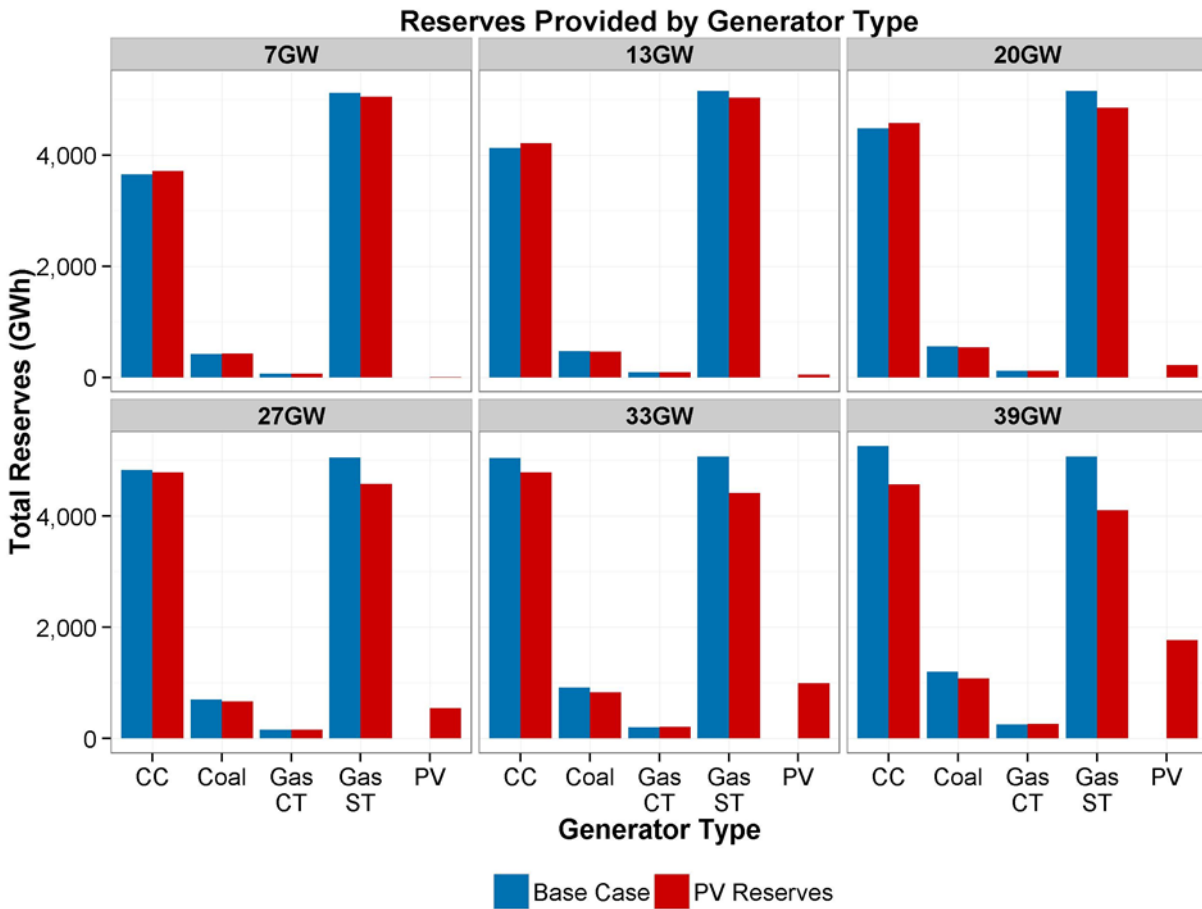 Reserves Provided by Generator Type
7GW 13GW 20GW
4,000
2,000
0
27GW 33GW 39GW
4,000
2,000
0
Total Reserves (GWh)
CC Coal Gas CT Gas ST PV CC Coal Gas CT Gas ST PV CC Coal Gas CT Gas ST PV
Generator Type
Base Case PV Reserves